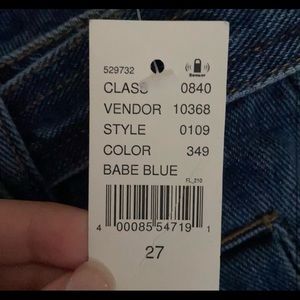 529732
Sensor
CLASS 0840
VENDOR 10368
STYLE 0109
COLOR 349
BABE BLUE
FL_210
4 00085 54719 1
27